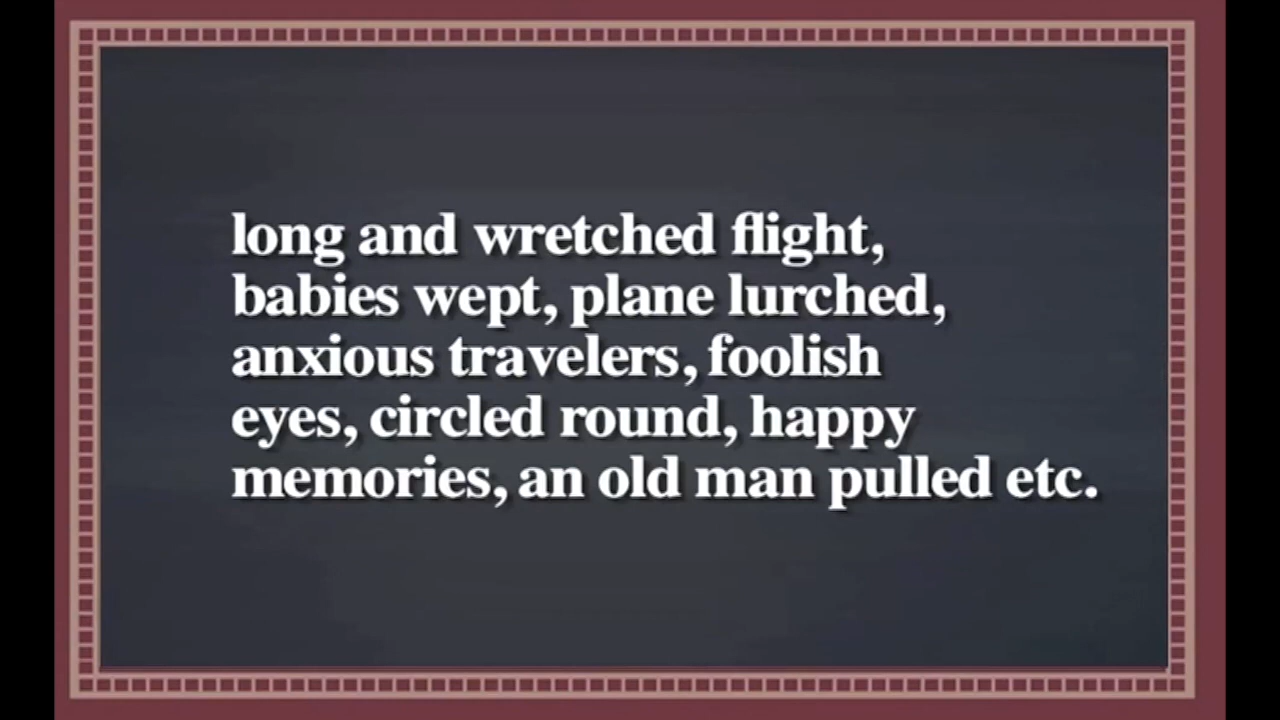 long and wretched flight,
babies wept, plane lurched,
anxious travelers, foolish
eyes, circled round, happy
memories, an old man pulled etc.